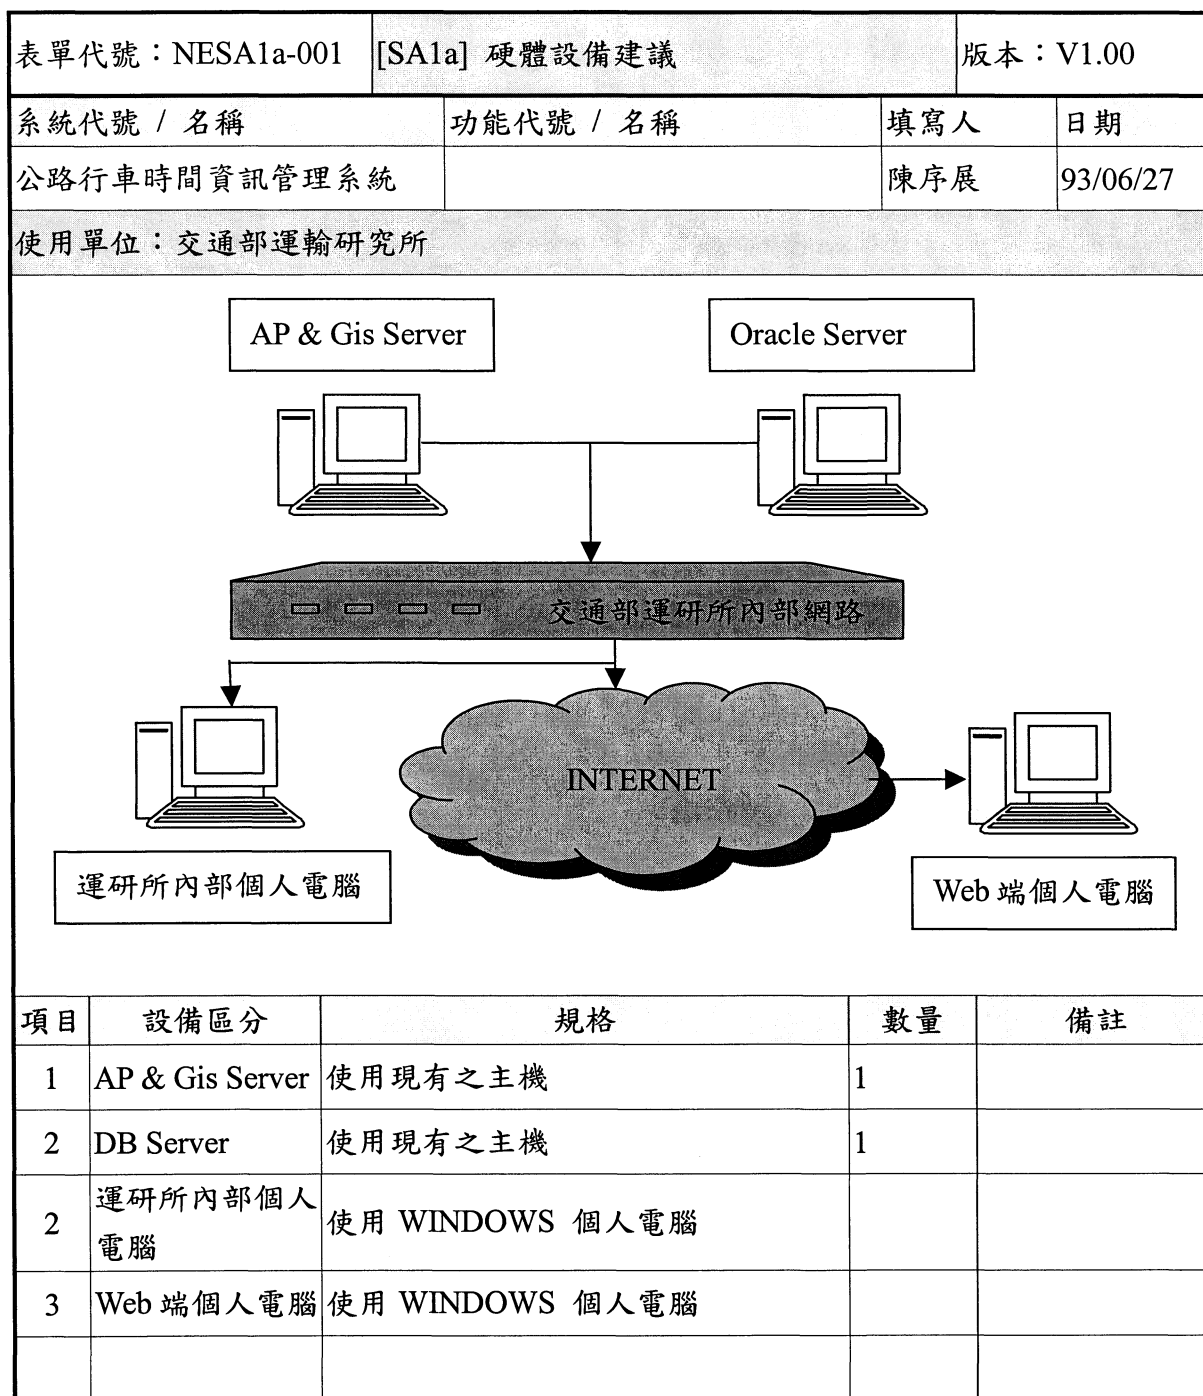 表單代號：NESA1a-001 [SA1a] 硬體設備建議 版本：V1.00
系統代號 / 名稱 功能代號 / 名稱 填寫人 日期
公路行車時間資訊管理系統 陳序展 93/06/27
使用單位：交通部運輸研究所
AP & Gis Server Oracle Server
交通部運研所內部網路
INTERNET
運研所內部個人電腦 Web 端個人電腦
項目 設備區分 規格 數量 備註
1 AP & Gis Server 使用現有之主機 1
2 DB Server 使用現有之主機 1
2 運研所內部個人電腦 使用 WINDOWS 個人電腦
3 Web 端個人電腦 使用 WINDOWS 個人電腦